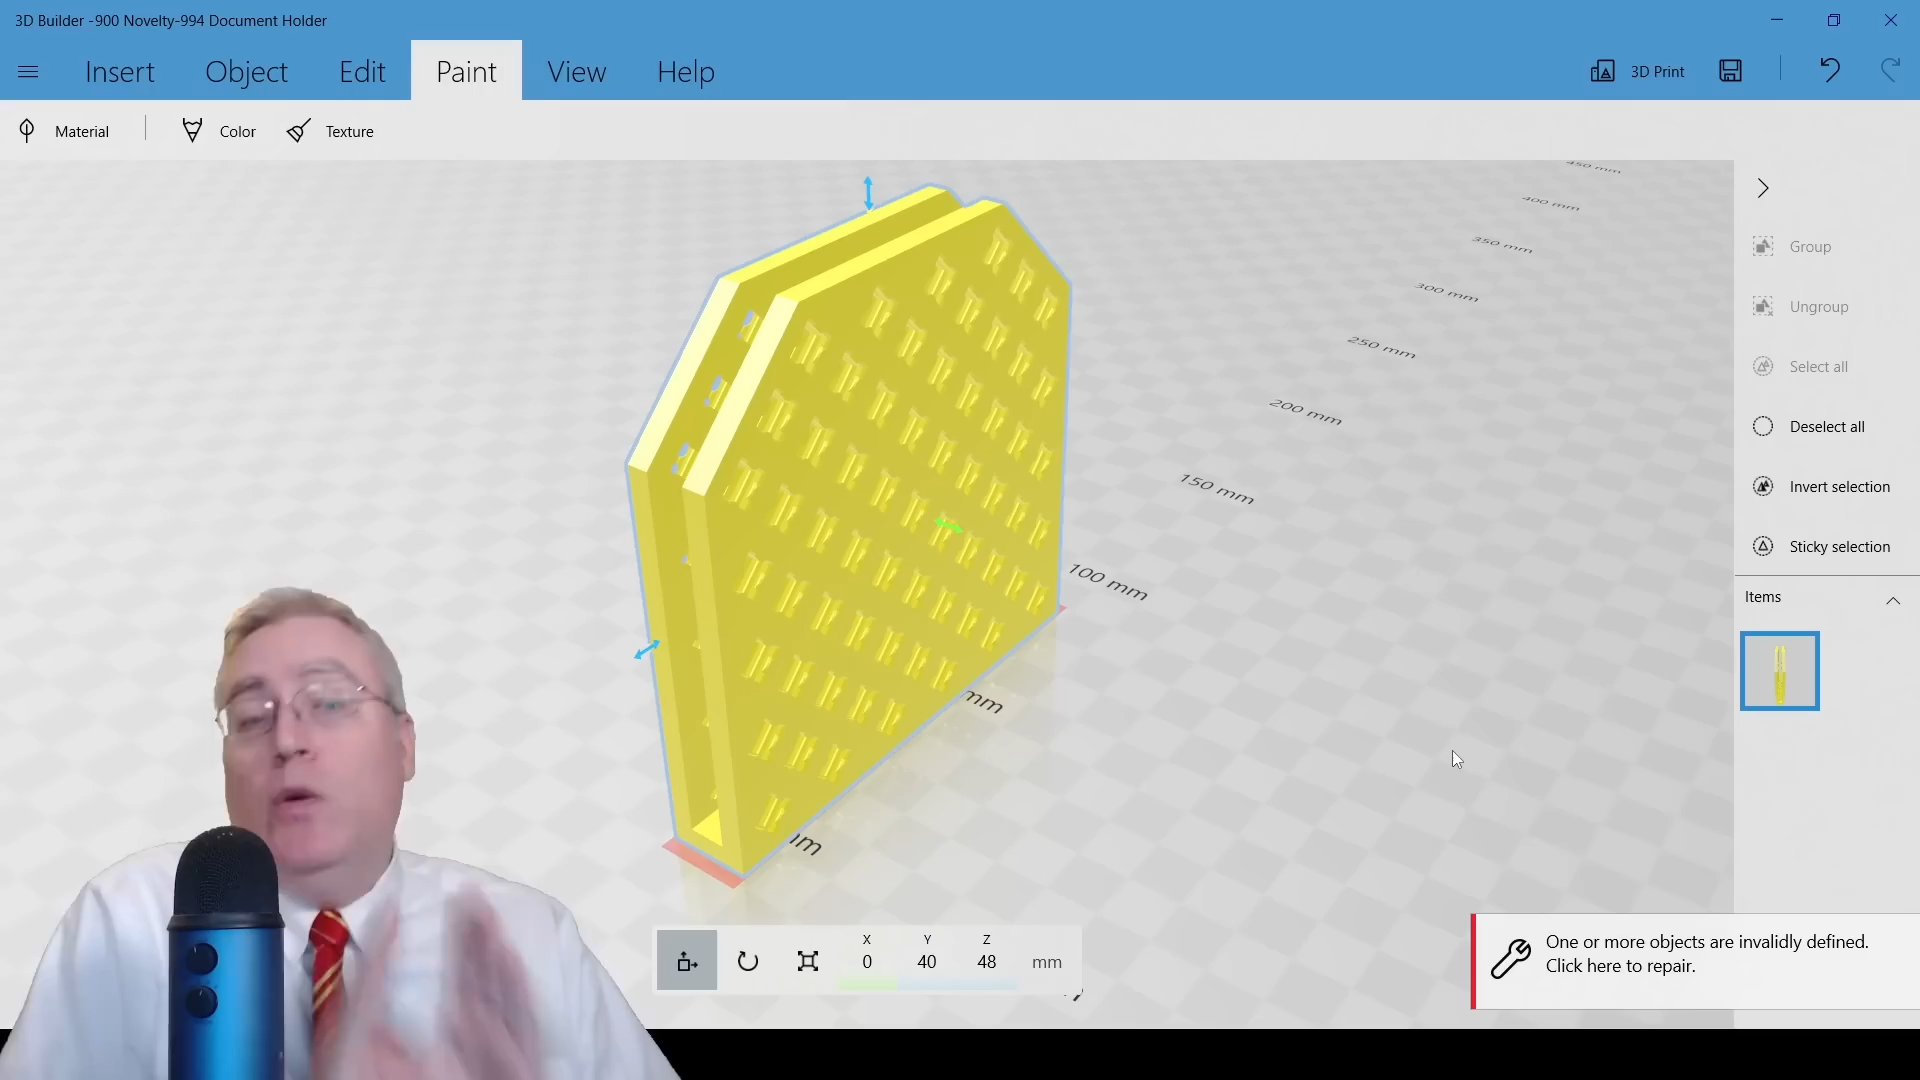 3D Builder -900 Novelty-994 Document Holder
Insert
Object
Edit
Paint
View
Help
3D Print
Material
Color
Texture
450 mm
400 mm
350 mm
300 mm
250 mm
200 mm
150 mm
100 mm
mm
Group
Ungroup
Select all
Deselect all
Invert selection
Sticky selection
Items
X
Y
Z
0
40
48
mm
One or more objects are invalidly defined.
Click here to repair.